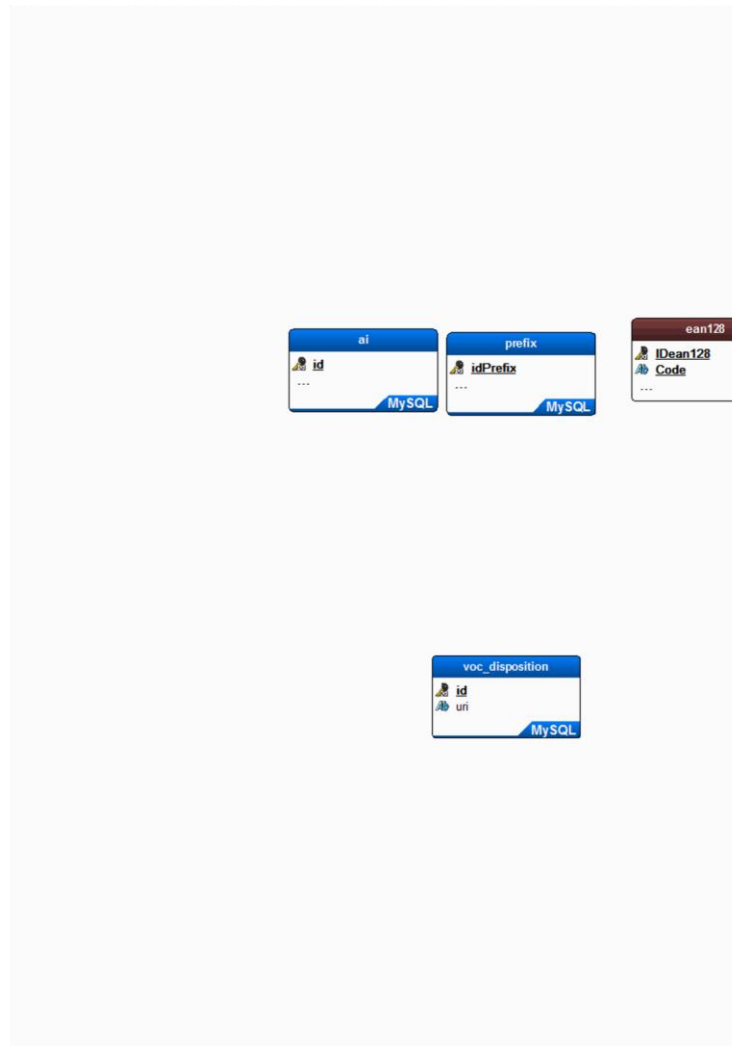 ai
id
---
MySQL
prefix
idPrefix
---
MySQL
ean128
IDean128
Code
---
voc_disposition
id
uri
MySQL